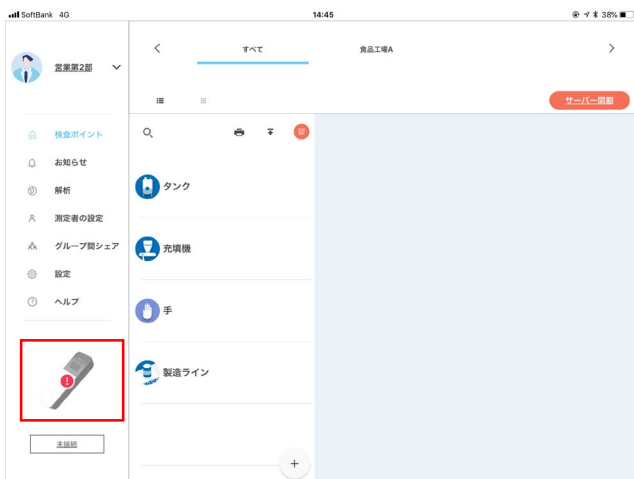 SoftBank 4G 14:45 38%
営業第2部
すべて 食品工場A
サーバー同期
検査ポイント
お知らせ
解析
測定者の設定
グループ間シェア
設定
ヘルプ
未接続
タンク
充填機
手
製造ライン